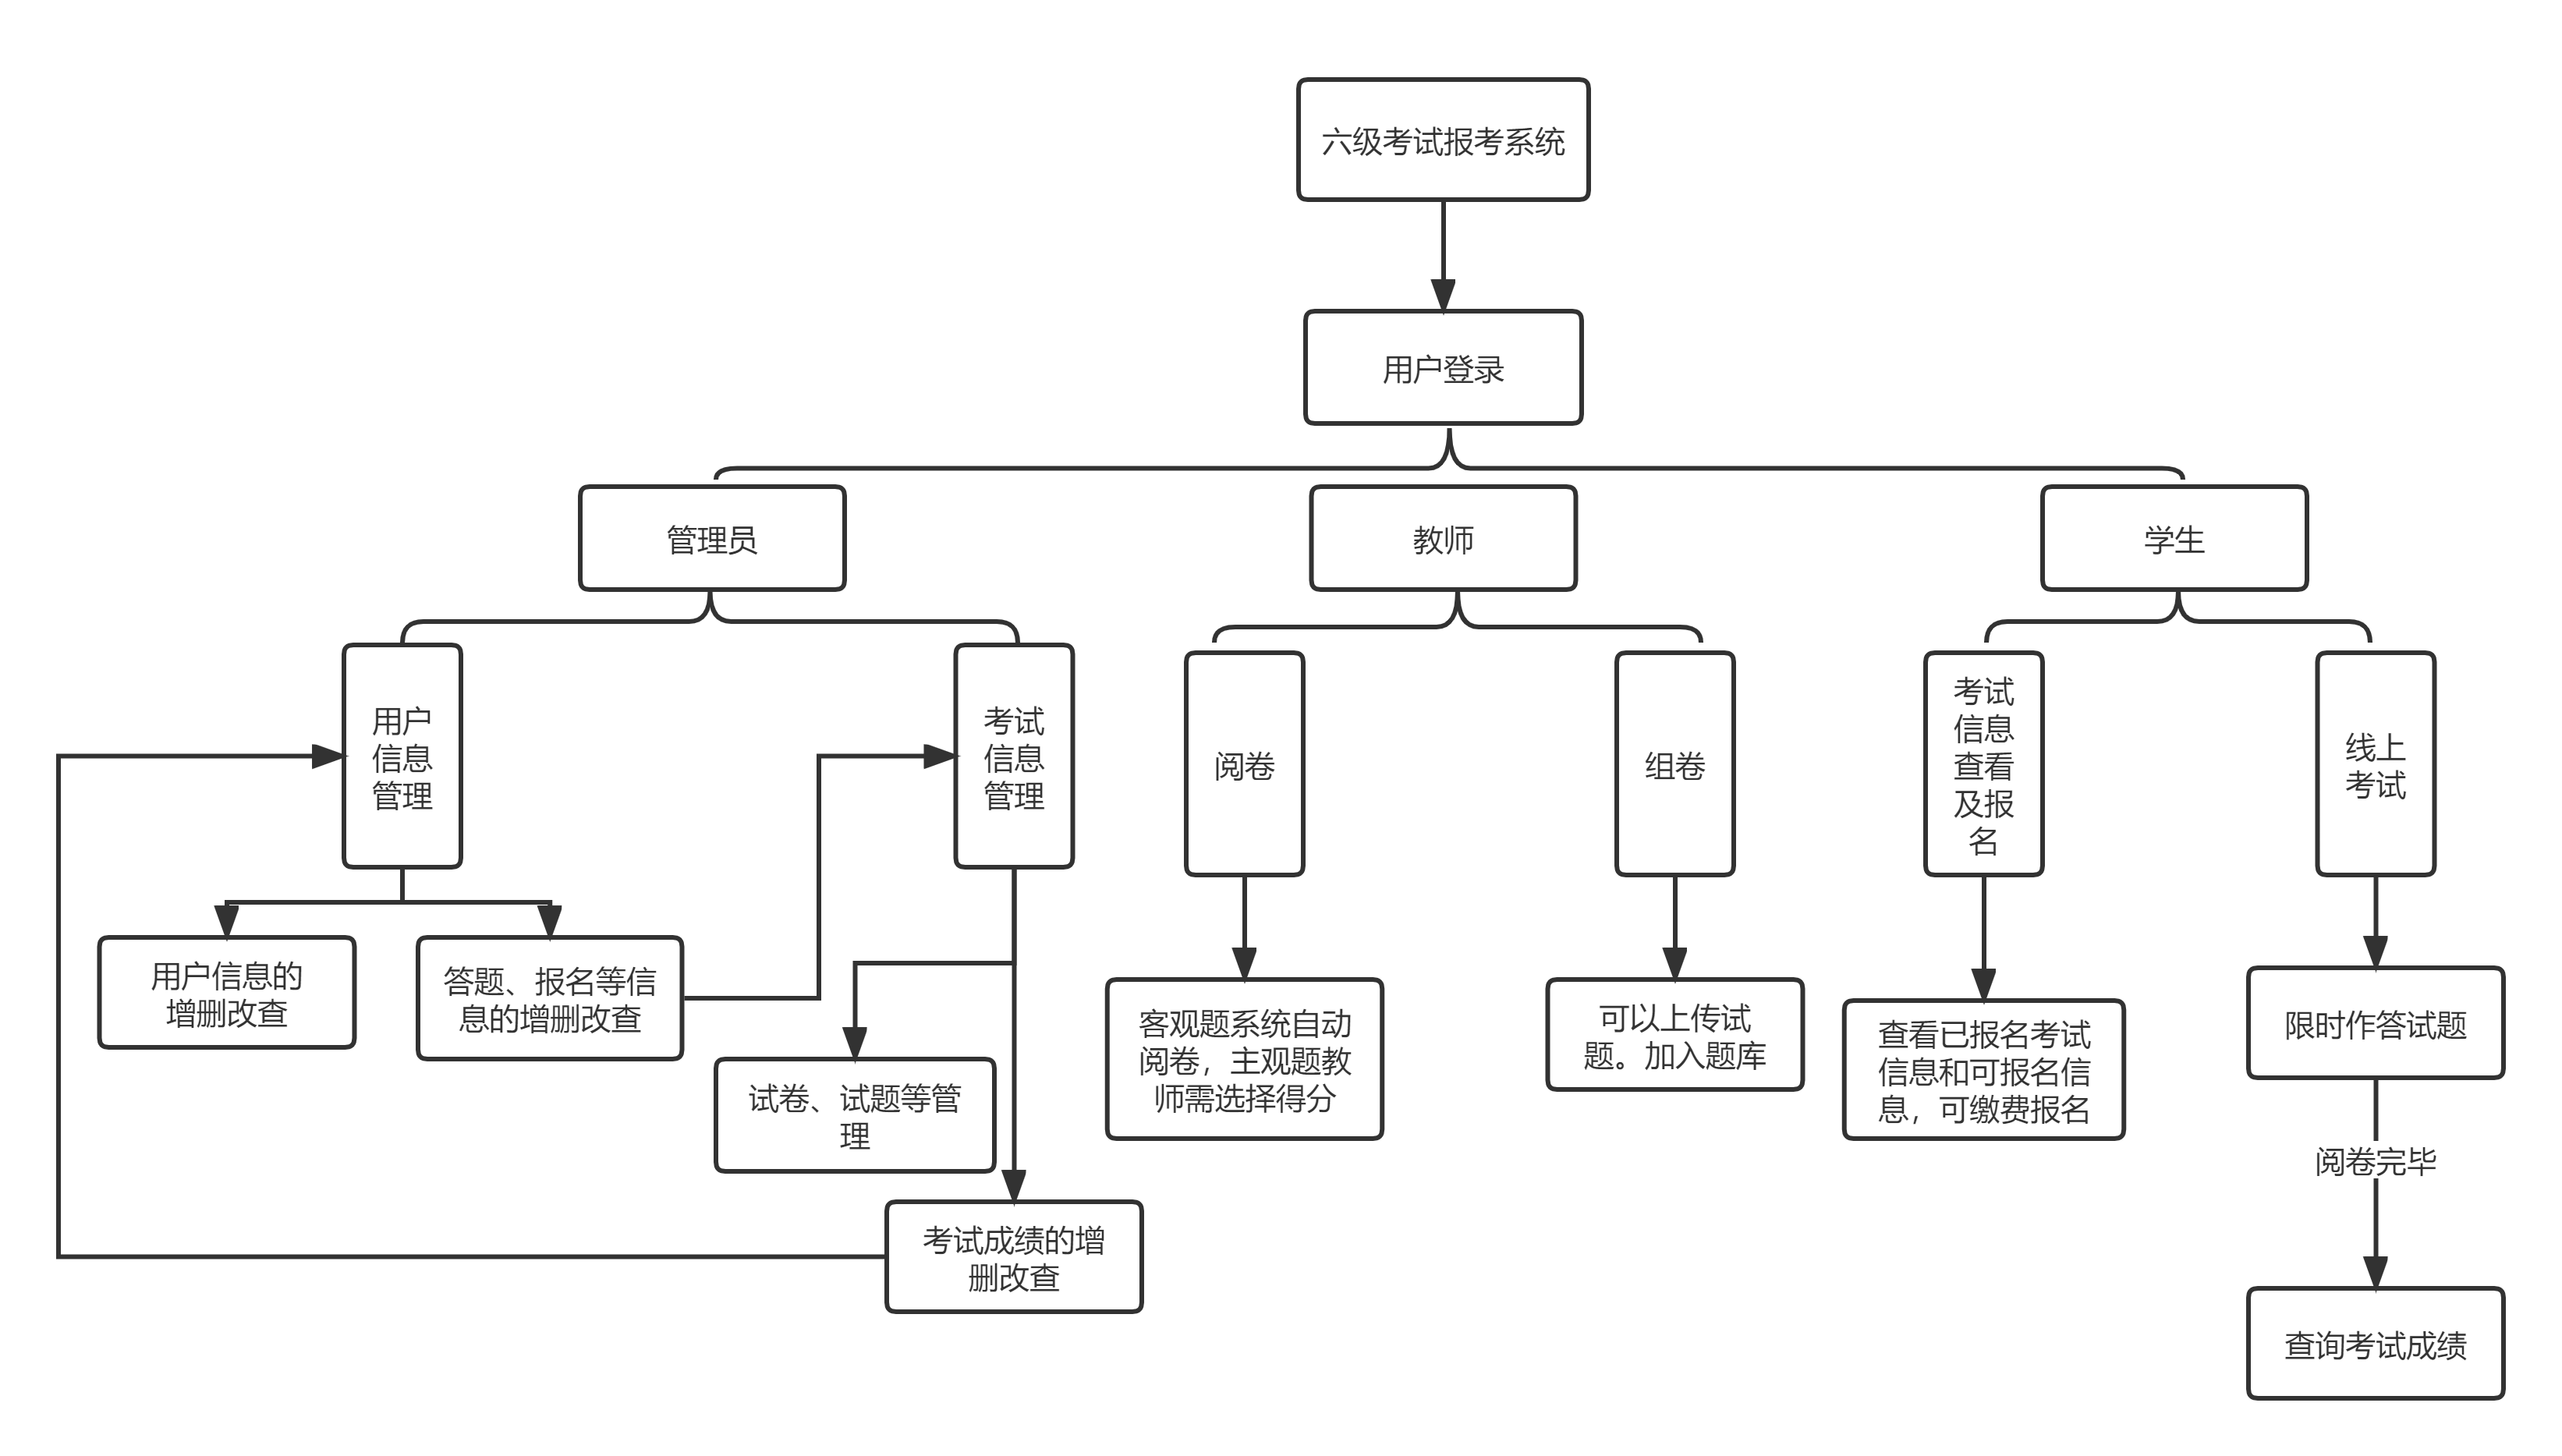 六级考试报考系统
用户登录
管理员
教师
学生
用户
信息
管理
考试
信息
管理
阅卷
组卷
考试
信息
查看
及报
名
线上
考试
用户信息的
增删改查
答题、报名等信
息的增删改查
试卷、试题等管
理
考试成绩的增
删改查
客观题系统自动
阅卷，主观题教
师需选择得分
可以上传试
题。加入题库
查看已报名考试
信息和可报名信
息，可缴费报名
限时作答试题
阅卷完毕
查询考试成绩